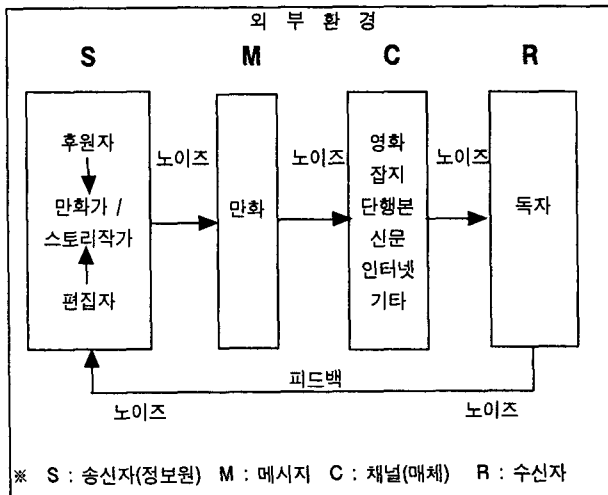 외 부 환 경
S M C R
후원자
만화가 /
스토리작가
편집자
노이즈
만화
노이즈
영화
잡지
단행본
신문
인터넷
기타
노이즈
독자
피드백
노이즈 노이즈
※ S : 송신자(정보원) M : 메시지 C : 채널(매체) R : 수신자